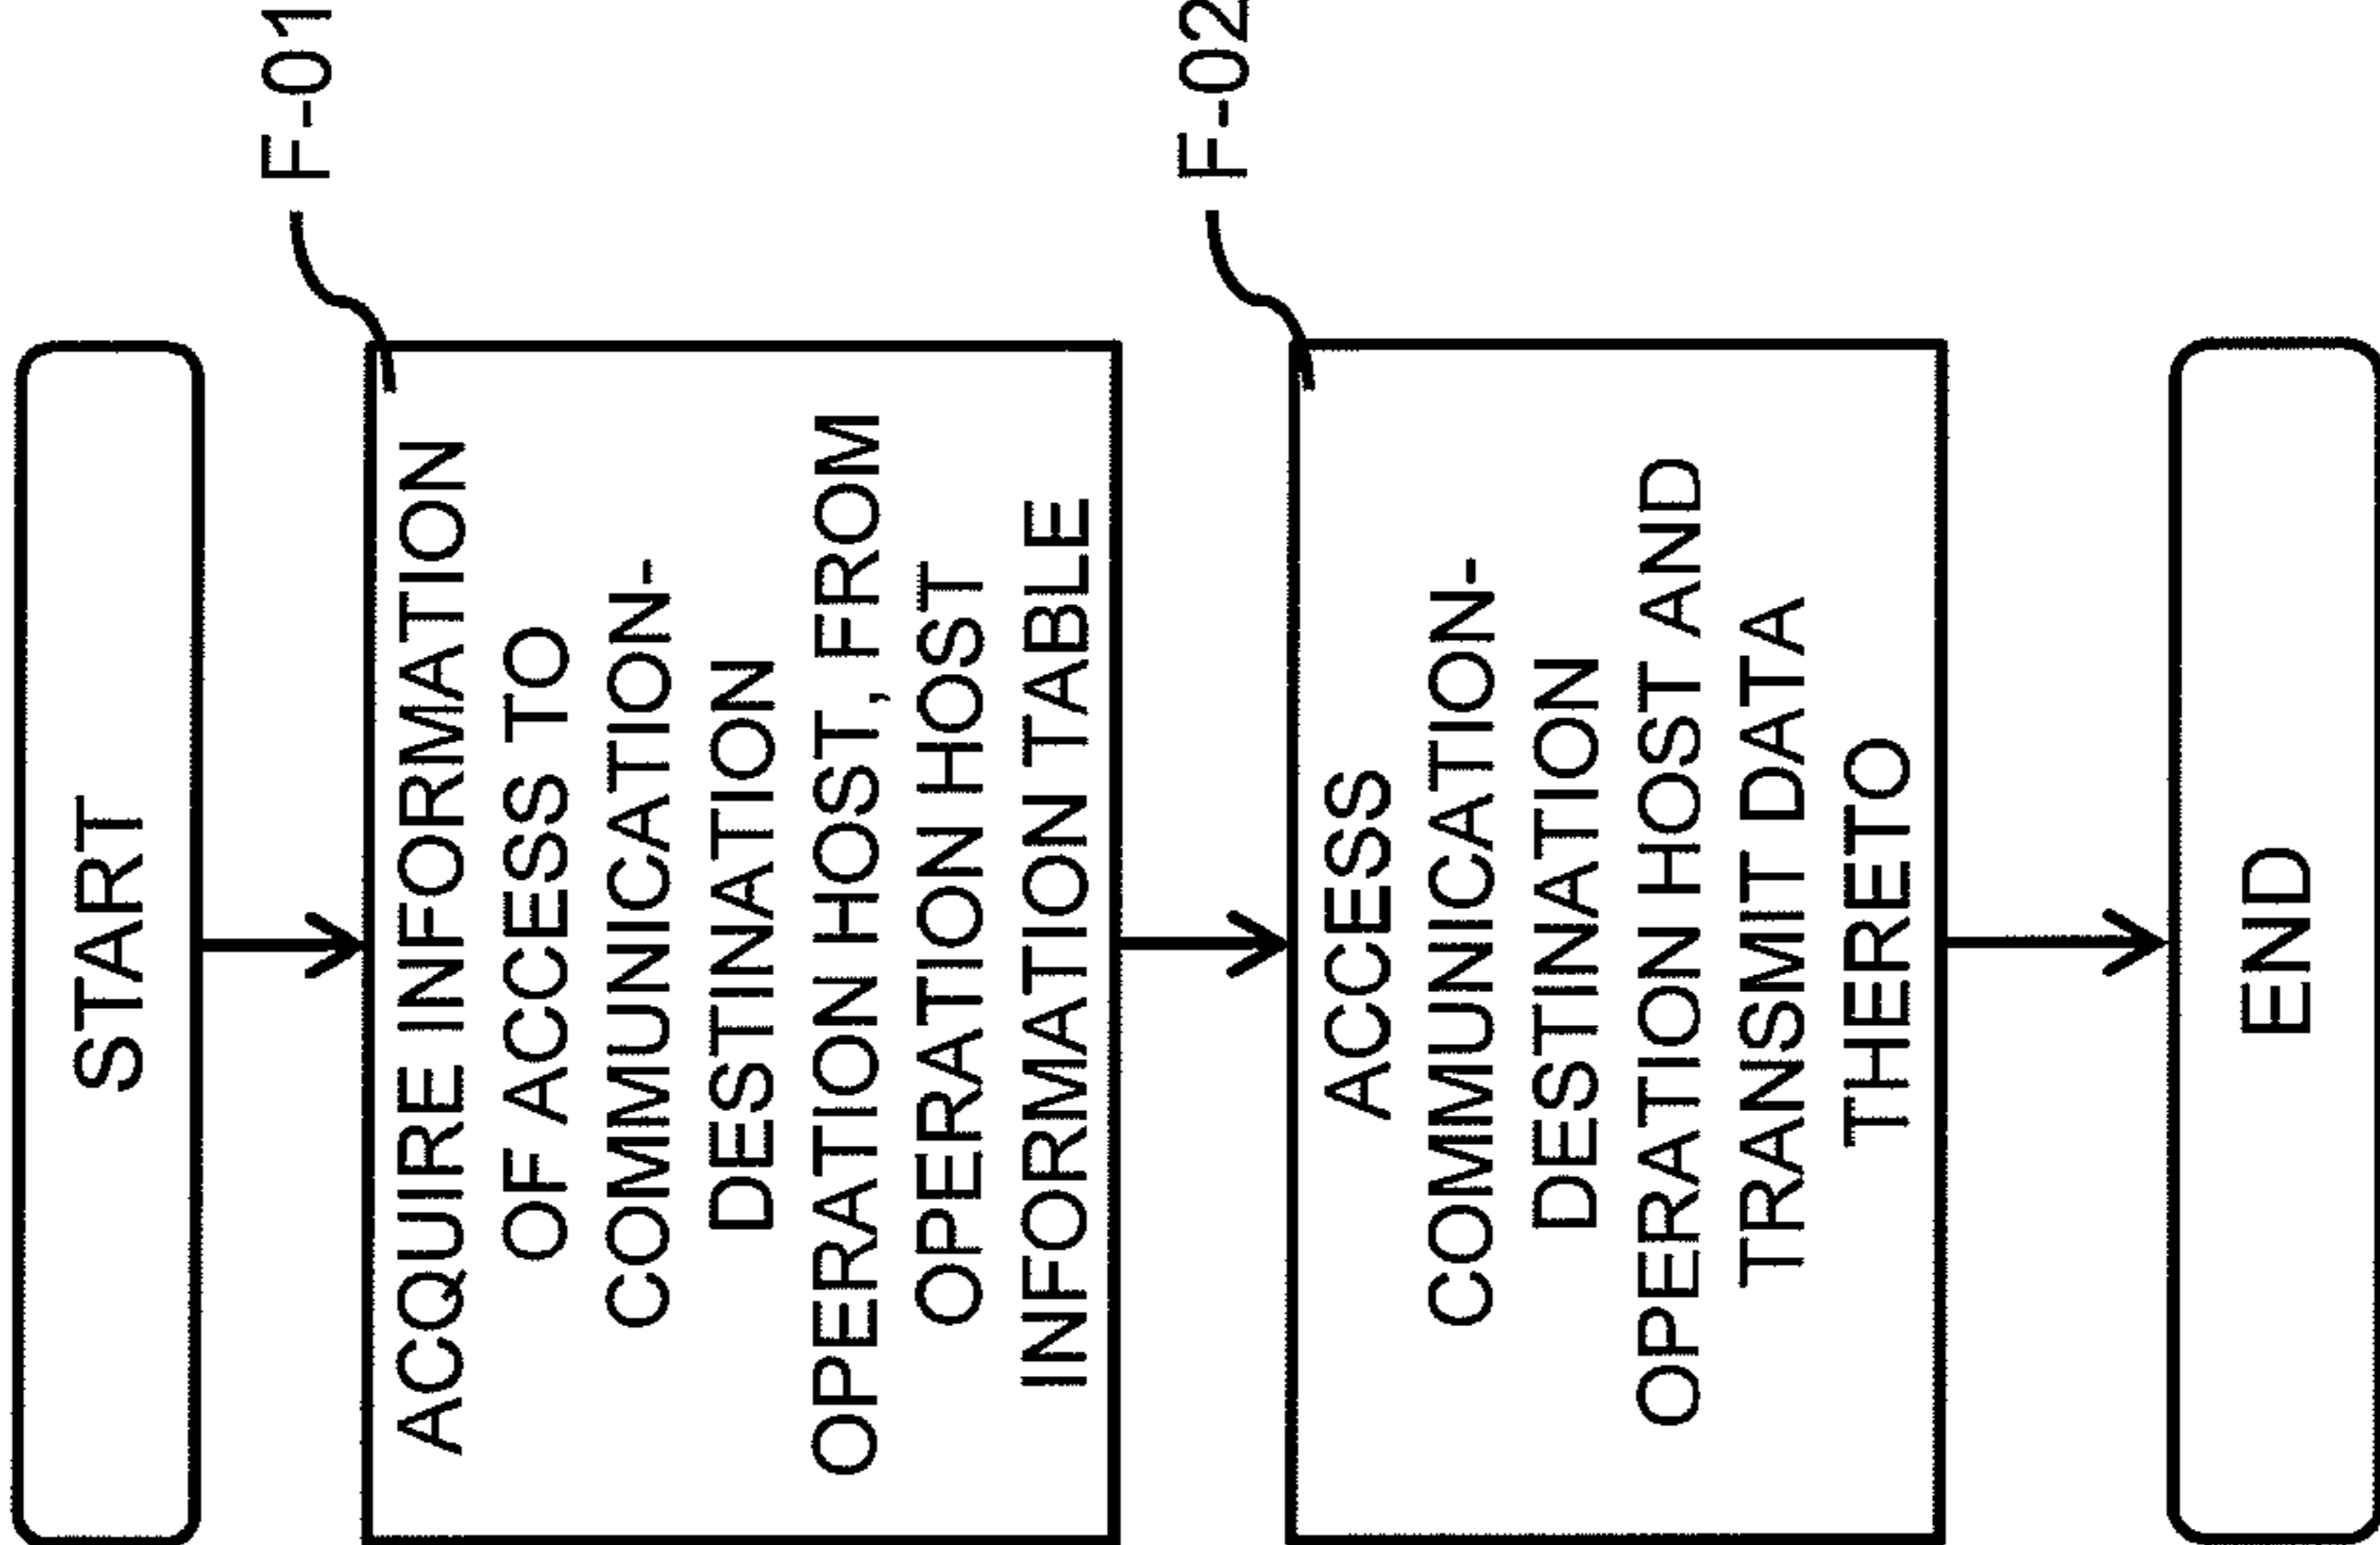 START
F-01
ACQUIRE INFORMATION
OF ACCESS TO
COMMUNICATION-
DESTINATION
OPERATION HOST, FROM
OPERATION HOST
INFORMATION TABLE
F-02
ACCESS
COMMUNICATION-
DESTINATION
OPERATION HOST AND
TRANSMIT DATA
THERETO
END